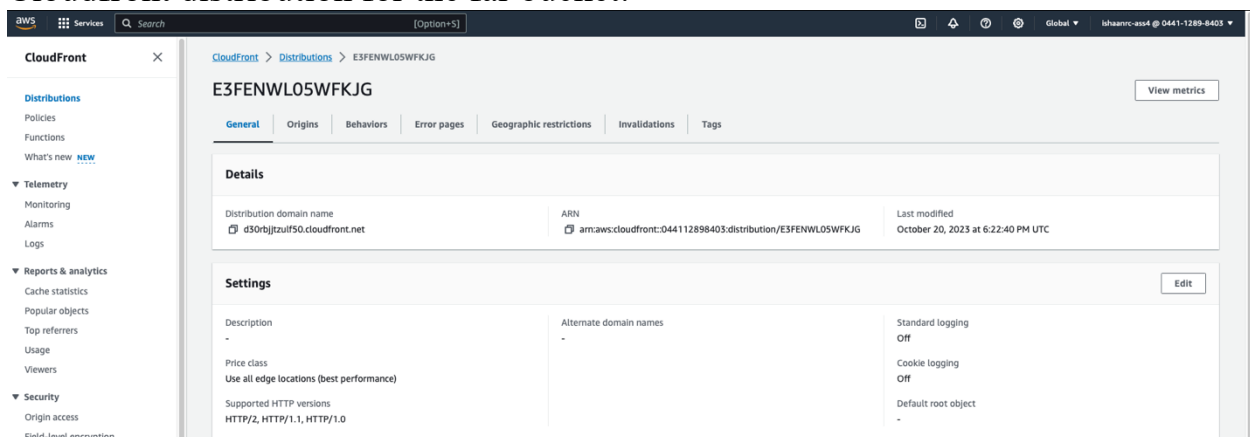 aws Services Search [Option+S] Global ▼ ishaanrc-ass4 @ 0441-1289-8403 ▼
CloudFront
CloudFront > Distributions > E3FENWL05WFKJG
E3FENWL05WFKJG
View metrics
Distributions
Policies
Functions
What's new NEW
▼ Telemetry
Monitoring
Alarms
Logs
▼ Reports & analytics
Cache statistics
Popular objects
Top referrers
Usage
Viewers
▼ Security
Origin access
Field-level encryption
General Origins Behaviors Error pages Geographic restrictions Invalidations Tags
Details
Distribution domain name
d30rbjjtzulf50.cloudfront.net
ARN
arn:aws:cloudfront::044112898403:distribution/E3FENWL05WFKJG
Last modified
October 20, 2023 at 6:22:40 PM UTC
Settings
Edit
Description
-
Price class
Use all edge locations (best performance)
Supported HTTP versions
HTTP/2, HTTP/1.1, HTTP/1.0
Alternate domain names
-
Standard logging
Off
Cookie logging
Off
Default root object
-